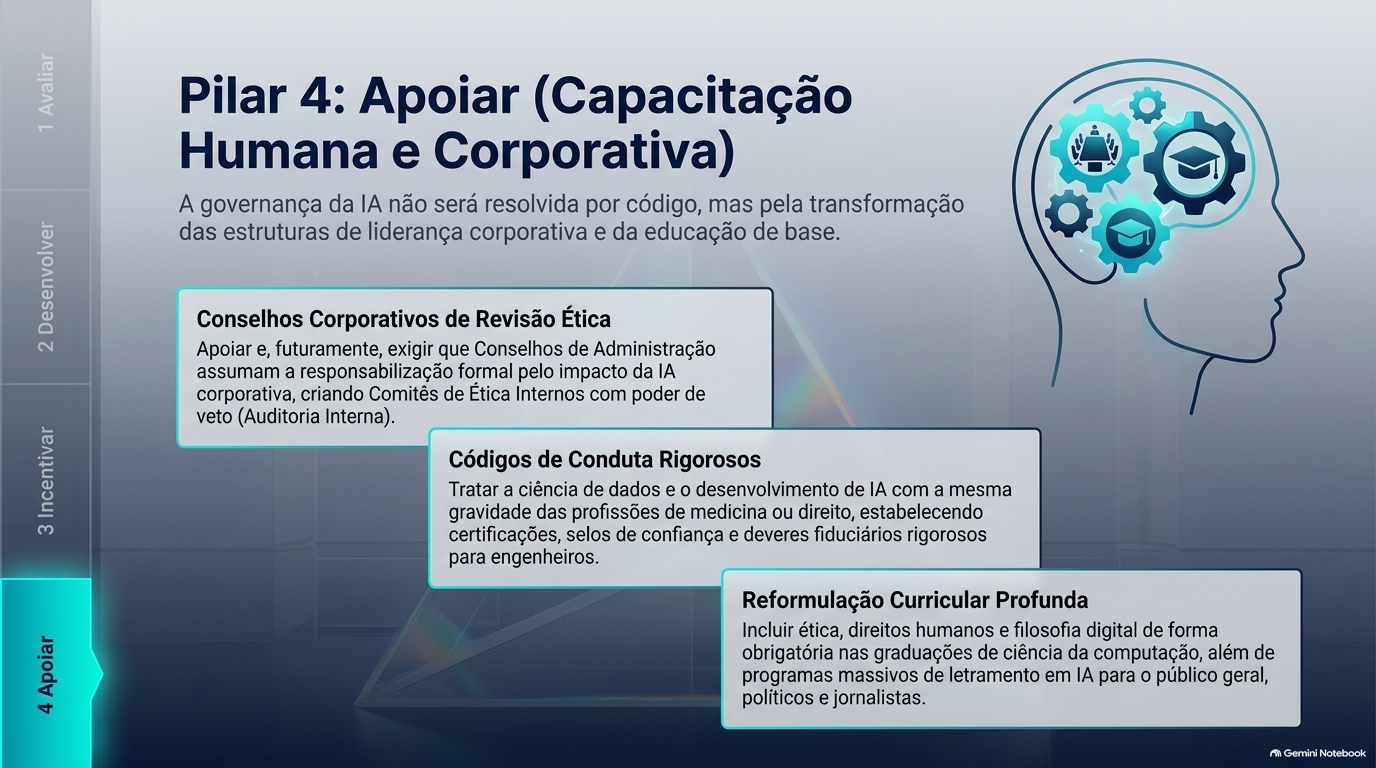 1 Avaliar
2 Desenvolver
3 Incentivar
4 Apoiar
Pilar 4: Apoiar (Capacitação
Humana e Corporativa)
A governança da IA não será resolvida por código, mas pela transformação
das estruturas de liderança corporativa e da educação de base.
Conselhos Corporativos de Revisão Ética
Apoiar e, futuramente, exigir que Conselhos de Administração
assumam a responsabilização formal pelo impacto da IA
corporativa, criando Comitês de Ética Internos com poder de
veto (Auditoria Interna).
Códigos de Conduta Rigorosos
Tratar a ciência de dados e o desenvolvimento de IA com a mesma
gravidade das profissões de medicina ou direito, estabelecendo
certificações, selos de confiança e deveres fiduciários rigorosos
para engenheiros.
Reformulação Curricular Profunda
Incluir ética, direitos humanos e filosofia digital de forma
obrigatória nas graduações de ciência da computação, além de
programas massivos de letramento em IA para o público geral,
políticos e jornalistas.
Gemini Notebook